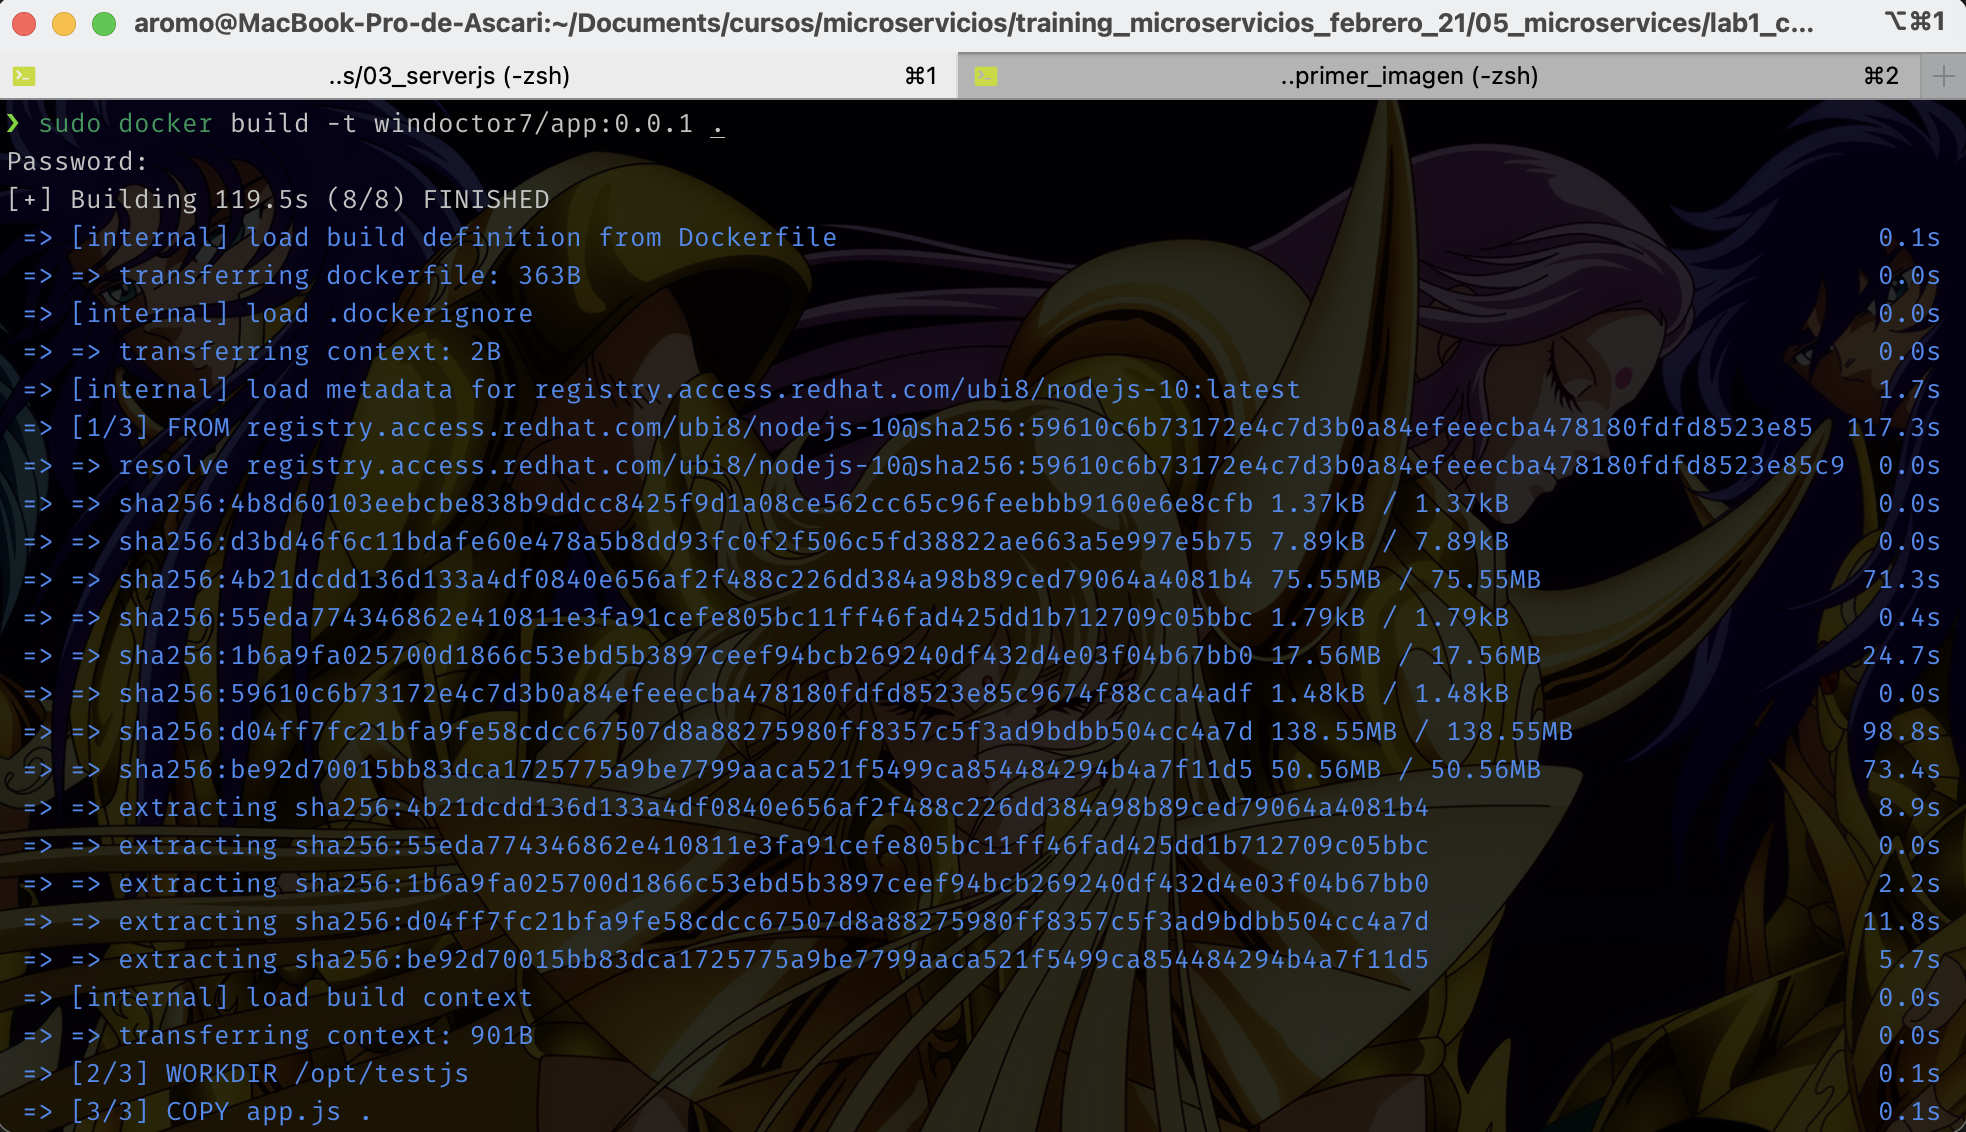 aromo@MacBook-Pro-de-Ascari:~/Documents/cursos/microservicios/training_microservicios_febrero_21/05_microservices/lab1_c... ⌥⌘1
..s/03_serverjs (-zsh) ⌘1 ..primer_imagen (-zsh) ⌘2
❯ sudo docker build -t windoctor7/app:0.0.1 .
Password:
[+] Building 119.5s (8/8) FINISHED
=> [internal] load build definition from Dockerfile 0.1s
=> => transferring dockerfile: 363B 0.0s
=> [internal] load .dockerignore 0.0s
=> => transferring context: 2B 0.0s
=> [internal] load metadata for registry.access.redhat.com/ubi8/nodejs-10:latest 1.7s
=> [1/3] FROM registry.access.redhat.com/ubi8/nodejs-10@sha256:59610c6b73172e4c7d3b0a84efeeecba478180fdfd8523e85 117.3s
=> => resolve registry.access.redhat.com/ubi8/nodejs-10@sha256:59610c6b73172e4c7d3b0a84efeeecba478180fdfd8523e85c9 0.0s
=> => sha256:4b8d60103eebcbe838b9ddcc8425f9d1a08ce562cc65c96feebbb9160e6e8cfb 1.37kB / 1.37kB 0.0s
=> => sha256:d3bd46f6c11bdafe60e478a5b8dd93fc0f2f506c5fd38822ae663a5e997e5b75 7.89kB / 7.89kB 0.0s
=> => sha256:4b21dcdd136d133a4df0840e656af2f488c226dd384a98b89ced79064a4081b4 75.55MB / 75.55MB 71.3s
=> => sha256:55eda774346862e410811e3fa91cefe805bc11ff46fad425dd1b712709c05bbc 1.79kB / 1.79kB 0.4s
=> => sha256:1b6a9fa025700d1866c53ebd5b3897ceef94bcb269240df432d4e03f04b67bb0 17.56MB / 17.56MB 24.7s
=> => sha256:59610c6b73172e4c7d3b0a84efeeecba478180fdfd8523e85c9674f88cca4adf 1.48kB / 1.48kB 0.0s
=> => sha256:d04ff7fc21bfa9fe58cdcc67507d8a88275980ff8357c5f3ad9bdbb504cc4a7d 138.55MB / 138.55MB 98.8s
=> => sha256:be92d70015bb83dca1725775a9be7799aaca521f5499ca854484294b4a7f11d5 50.56MB / 50.56MB 73.4s
=> => extracting sha256:4b21dcdd136d133a4df0840e656af2f488c226dd384a98b89ced79064a4081b4 8.9s
=> => extracting sha256:55eda774346862e410811e3fa91cefe805bc11ff46fad425dd1b712709c05bbc 0.0s
=> => extracting sha256:1b6a9fa025700d1866c53ebd5b3897ceef94bcb269240df432d4e03f04b67bb0 2.2s
=> => extracting sha256:d04ff7fc21bfa9fe58cdcc67507d8a88275980ff8357c5f3ad9bdbb504cc4a7d 11.8s
=> => extracting sha256:be92d70015bb83dca1725775a9be7799aaca521f5499ca854484294b4a7f11d5 5.7s
=> [internal] load build context 0.0s
=> => transferring context: 901B 0.0s
=> [2/3] WORKDIR /opt/testjs 0.1s
=> [3/3] COPY app.js . 0.1s